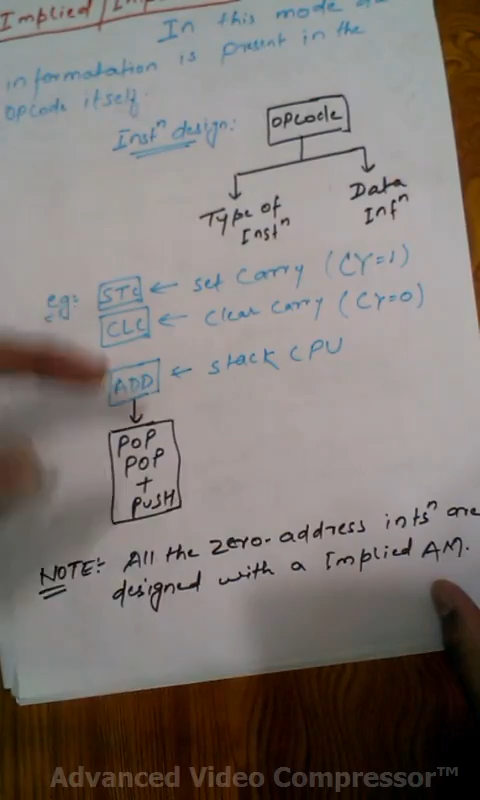 Implied /
In this mode
informatation is present in the
opcode itself.
Instn design:
opcode
Type of
Instn
Data
Infn
eg:
STC ← set carry (CY=1)
CLC ← clear carry (CY=0)
ADD ← stack CPU
POP
POP
+
PUSH
NOTE:- All the zero-address intsn are
designed with a Implied AM.
Advanced Video Compressor™